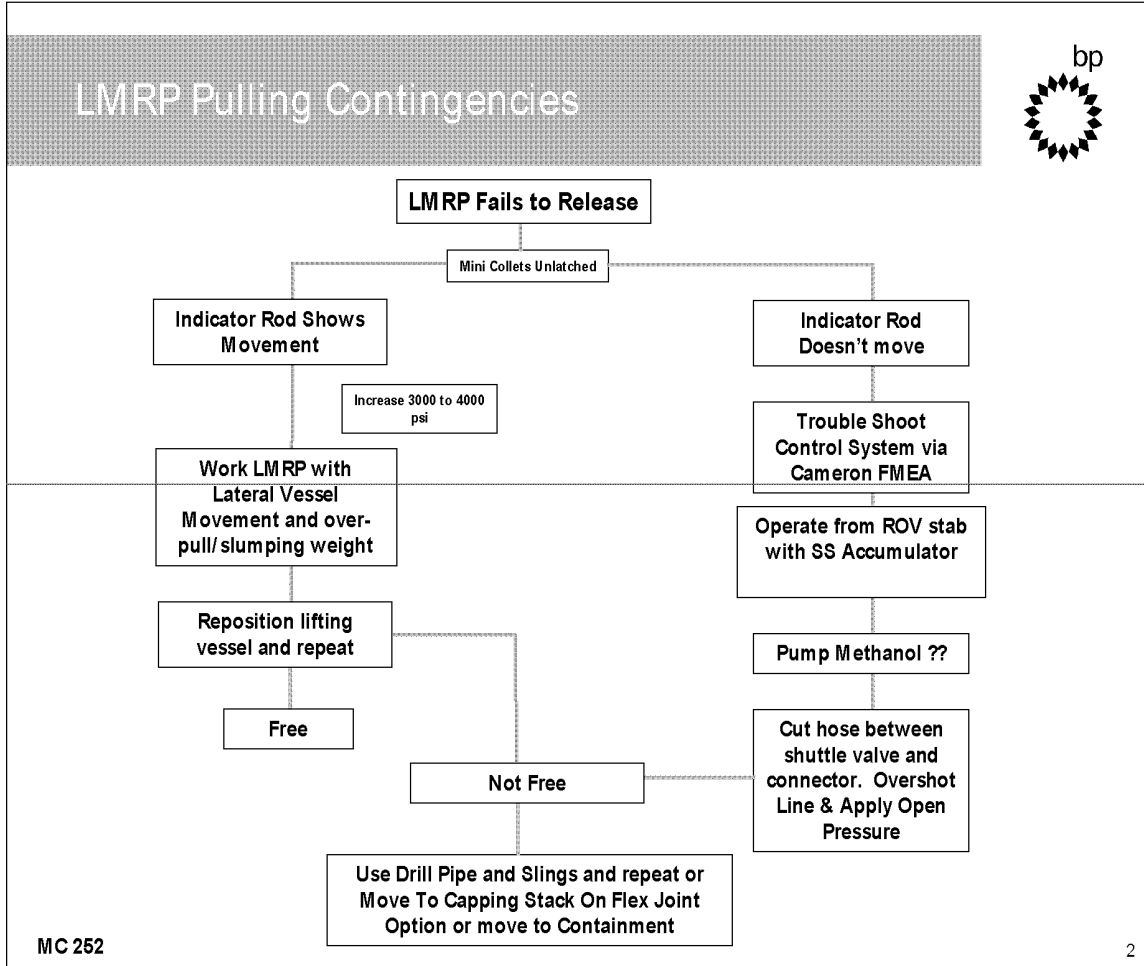 bp
LMRP Pulling Contingencies
LMRP Fails to Release
Mini Collets Unlatched
Indicator Rod Shows
Movement
Indicator Rod
Doesn't move
Increase 3000 to 4000
psi
Trouble Shoot
Control System via
Cameron FMEA
Work LMRP with
Lateral Vessel
Movement and over-
pull/slumping weight
Operate from ROV stab
with SS Accumulator
Reposition lifting
vessel and repeat
Pump Methanol ??
Free
Cut hose between
shuttle valve and
connector. Overshot
Line & Apply Open
Pressure
Not Free
Use Drill Pipe and Slings and repeat or
Move To Capping Stack On Flex Joint
Option or move to Containment
MC 252
2